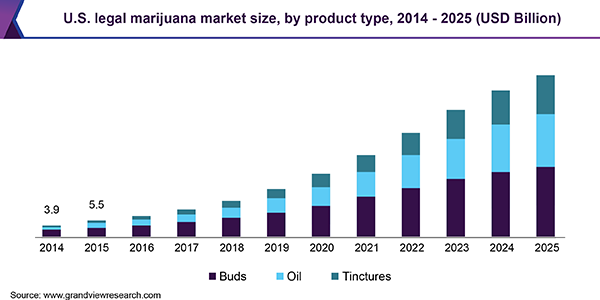 U.S. legal marijuana market size, by product type, 2014 - 2025 (USD Billion)
3.9
5.5
2014 2015 2016 2017 2018 2019 2020 2021 2022 2023 2024 2025
Buds Oil Tinctures
Source: www.grandviewresearch.com